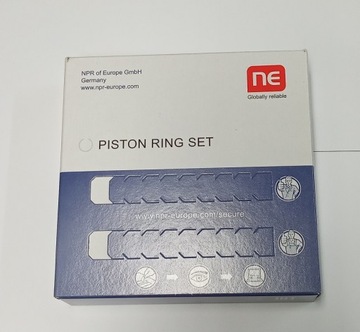 NPR of Europe GmbH
Germany
www.npr-europe.com
ne
Globally reliable
PISTON RING SET
www.npr-europe.com/secure